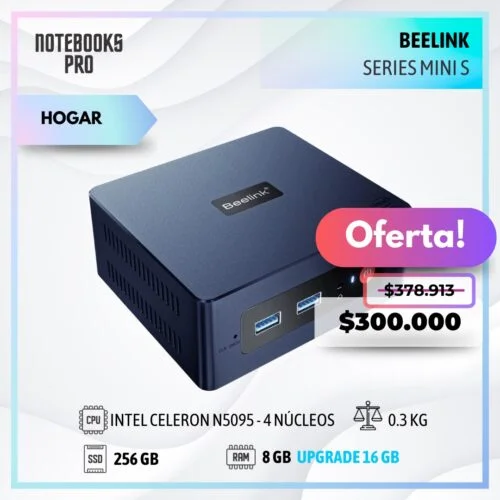 NOTEBOOKS
PRO
BEELINK
SERIES MINI S
HOGAR
Beelink
Oferta!
$378.913
$300.000
CPU
INTEL CELERON N5095 - 4 NÚCLEOS
0.3 KG
SSD
256 GB
RAM
8 GB UPGRADE 16 GB